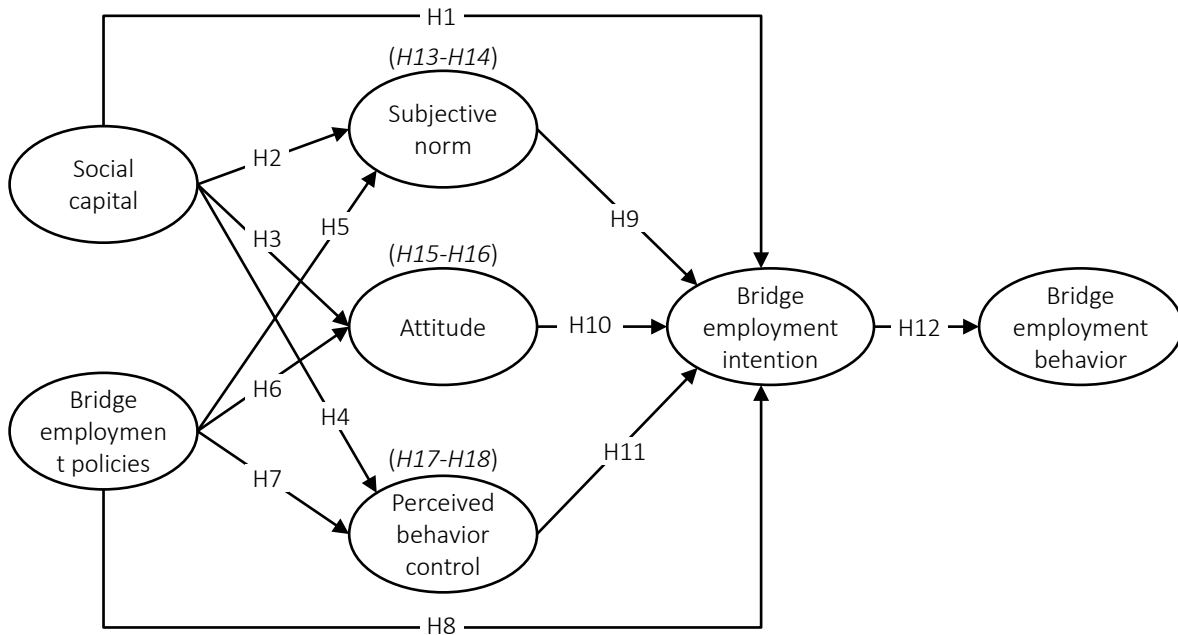 H1
(H13-H14)
Subjective
norm
Social
capital
H2
H3
H5
H9
(H15-H16)
Attitude
H10
Bridge
employment
intention
H12
Bridge
employment
behavior
Bridge
employmen
t policies
H6
H4
H7
(H17-H18)
Perceived
behavior
control
H11
H8